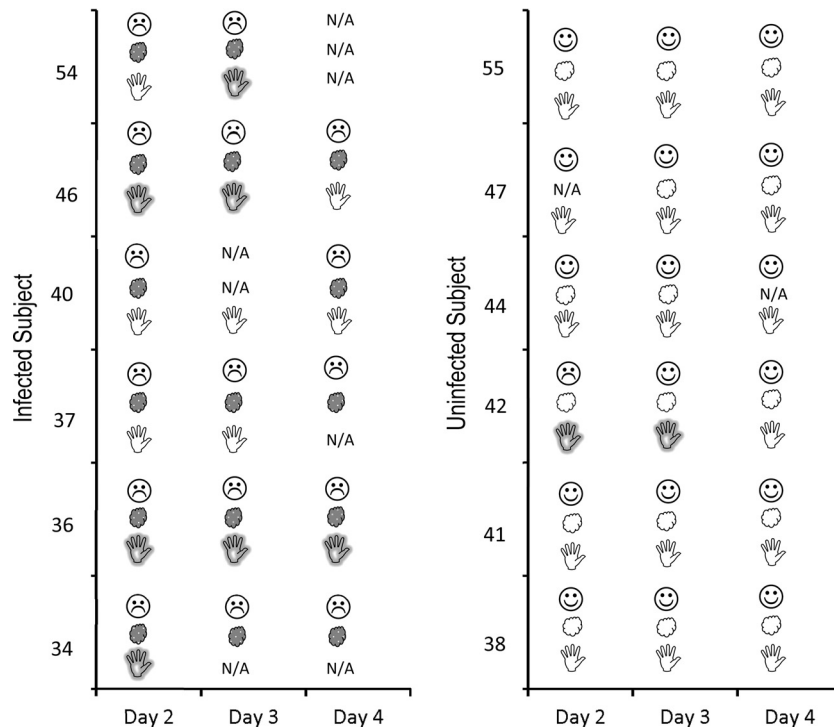 Infected Subject
54
N/A
N/A
N/A
46
40
N/A
N/A
37
N/A
36
34
N/A N/A
Day 2 Day 3 Day 4
Uninfected Subject
55
47
N/A
44
N/A
42
41
38
Day 2 Day 3 Day 4